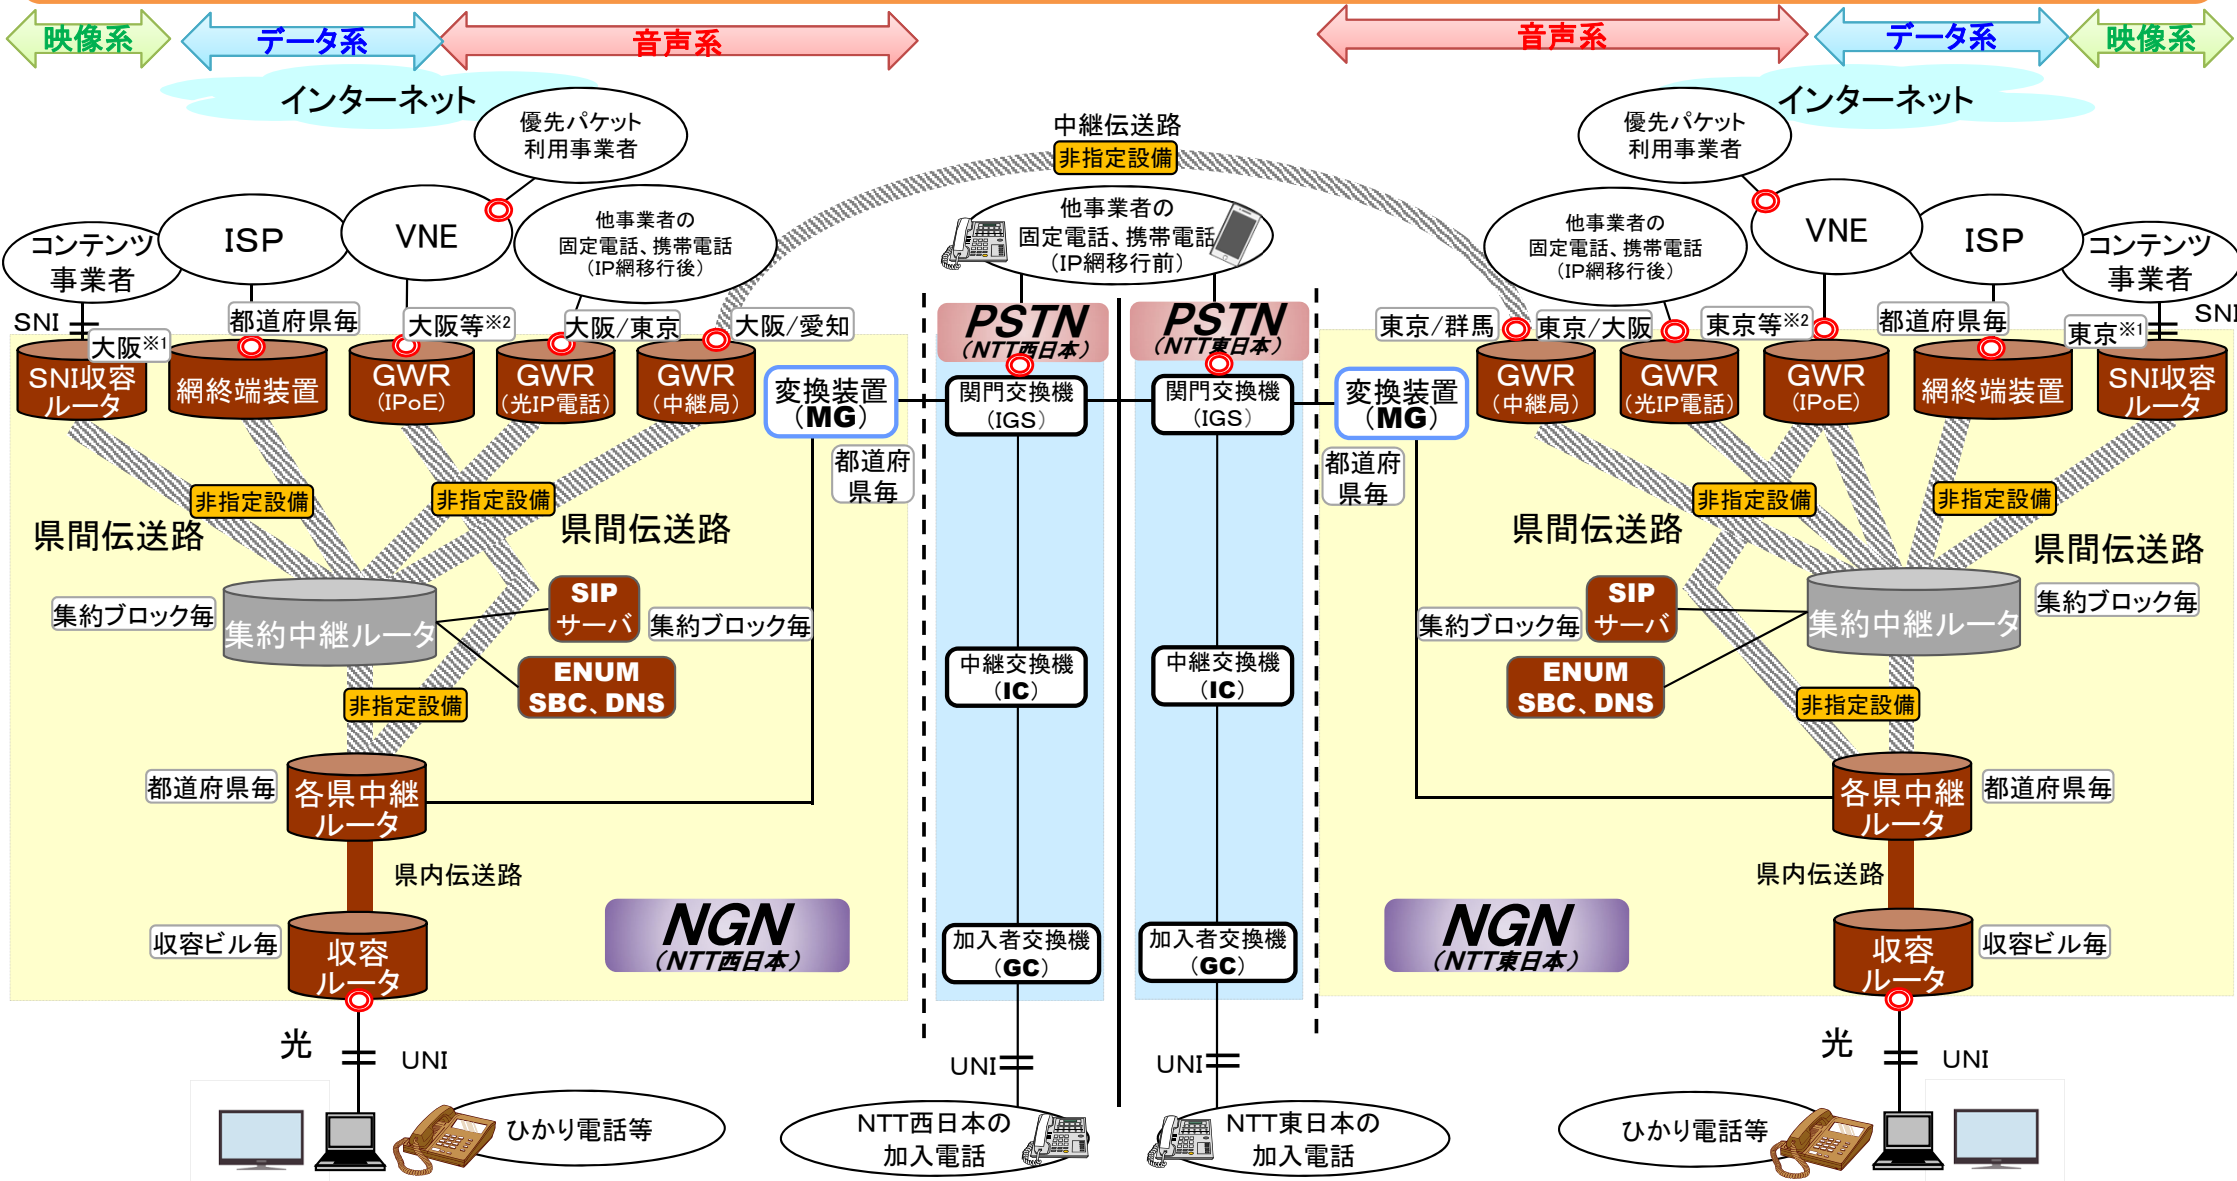 映像系
データ系
音声系
音声系
データ系
映像系
インターネット
優先パケット
利用事業者
中継伝送路
非指定設備
優先パケット
利用事業者
インターネット
コンテンツ
事業者
ISP
VNE
他事業者の
固定電話、携帯電話
（IP網移行後）
他事業者の
固定電話、携帯電話
（IP網移行前）
他事業者の
固定電話、携帯電話
（IP網移行後）
VNE
ISP
コンテンツ
事業者
SNI
大阪※1
都道府県毎
大阪等※2
大阪/東京
大阪/愛知
PSTN
（NTT西日本）
PSTN
（NTT東日本）
東京/群馬
東京/大阪
東京等※2
都道府県毎
東京※1
SNI
SNI収容
ルータ
網終端装置
GWR
（IPoE）
GWR
（光IP電話）
GWR
（中継局）
変換装置
（MG）
関門交換機
（IGS）
関門交換機
（IGS）
変換装置
（MG）
GWR
（中継局）
GWR
（光IP電話）
GWR
（IPoE）
網終端装置
SNI収容
ルータ
都道府
県毎
都道府
県毎
非指定設備
非指定設備
非指定設備
非指定設備
県間伝送路
県間伝送路
県間伝送路
県間伝送路
集約ブロック毎
集約中継ルータ
SIP
サーバ
集約ブロック毎
ENUM
SBC、DNS
中継交換機
（IC）
中継交換機
（IC）
集約ブロック毎
SIP
サーバ
ENUM
SBC、DNS
集約中継ルータ
集約ブロック毎
非指定設備
非指定設備
都道府県毎
各県中継
ルータ
各県中継
ルータ
都道府県毎
県内伝送路
県内伝送路
収容ビル毎
収容
ルータ
NGN
（NTT西日本）
加入者交換機
（GC）
加入者交換機
（GC）
NGN
（NTT東日本）
収容
ルータ
収容ビル毎
光
UNI
UNI
UNI
光
UNI
ひかり電話等
NTT西日本の
加入電話
NTT東日本の
加入電話
ひかり電話等